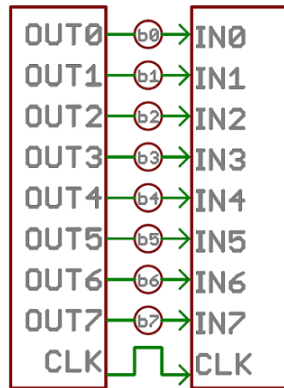 OUT0 b0 IN0
OUT1 b1 IN1
OUT2 b2 IN2
OUT3 b3 IN3
OUT4 b4 IN4
OUT5 b5 IN5
OUT6 b6 IN6
OUT7 b7 IN7
CLK CLK